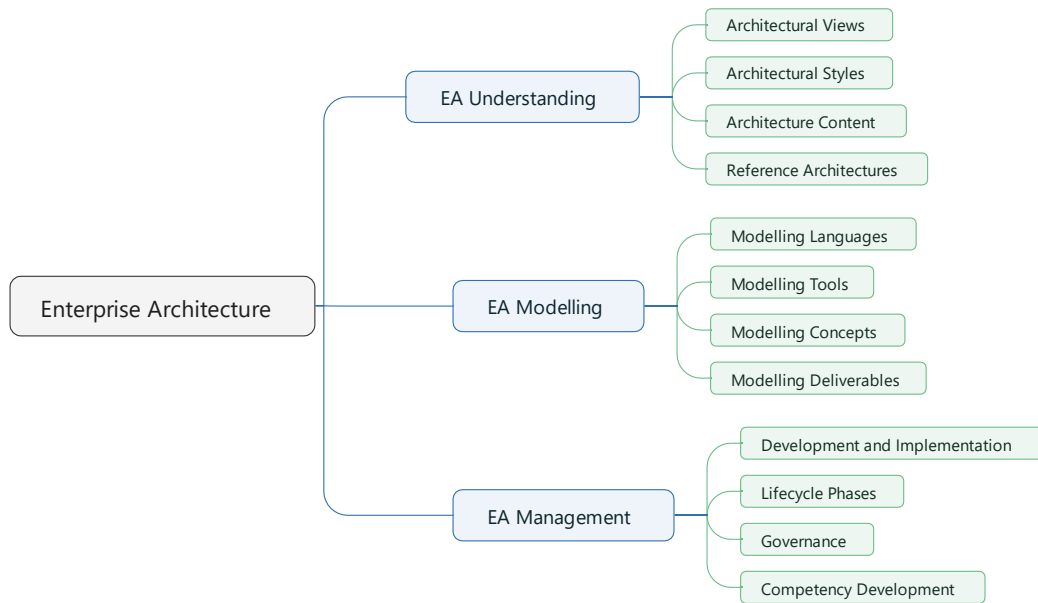 Enterprise Architecture
EA Understanding
Architectural Views
Architectural Styles
Architecture Content
Reference Architectures
EA Modelling
Modelling Languages
Modelling Tools
Modelling Concepts
Modelling Deliverables
EA Management
Development and Implementation
Lifecycle Phases
Governance
Competency Development